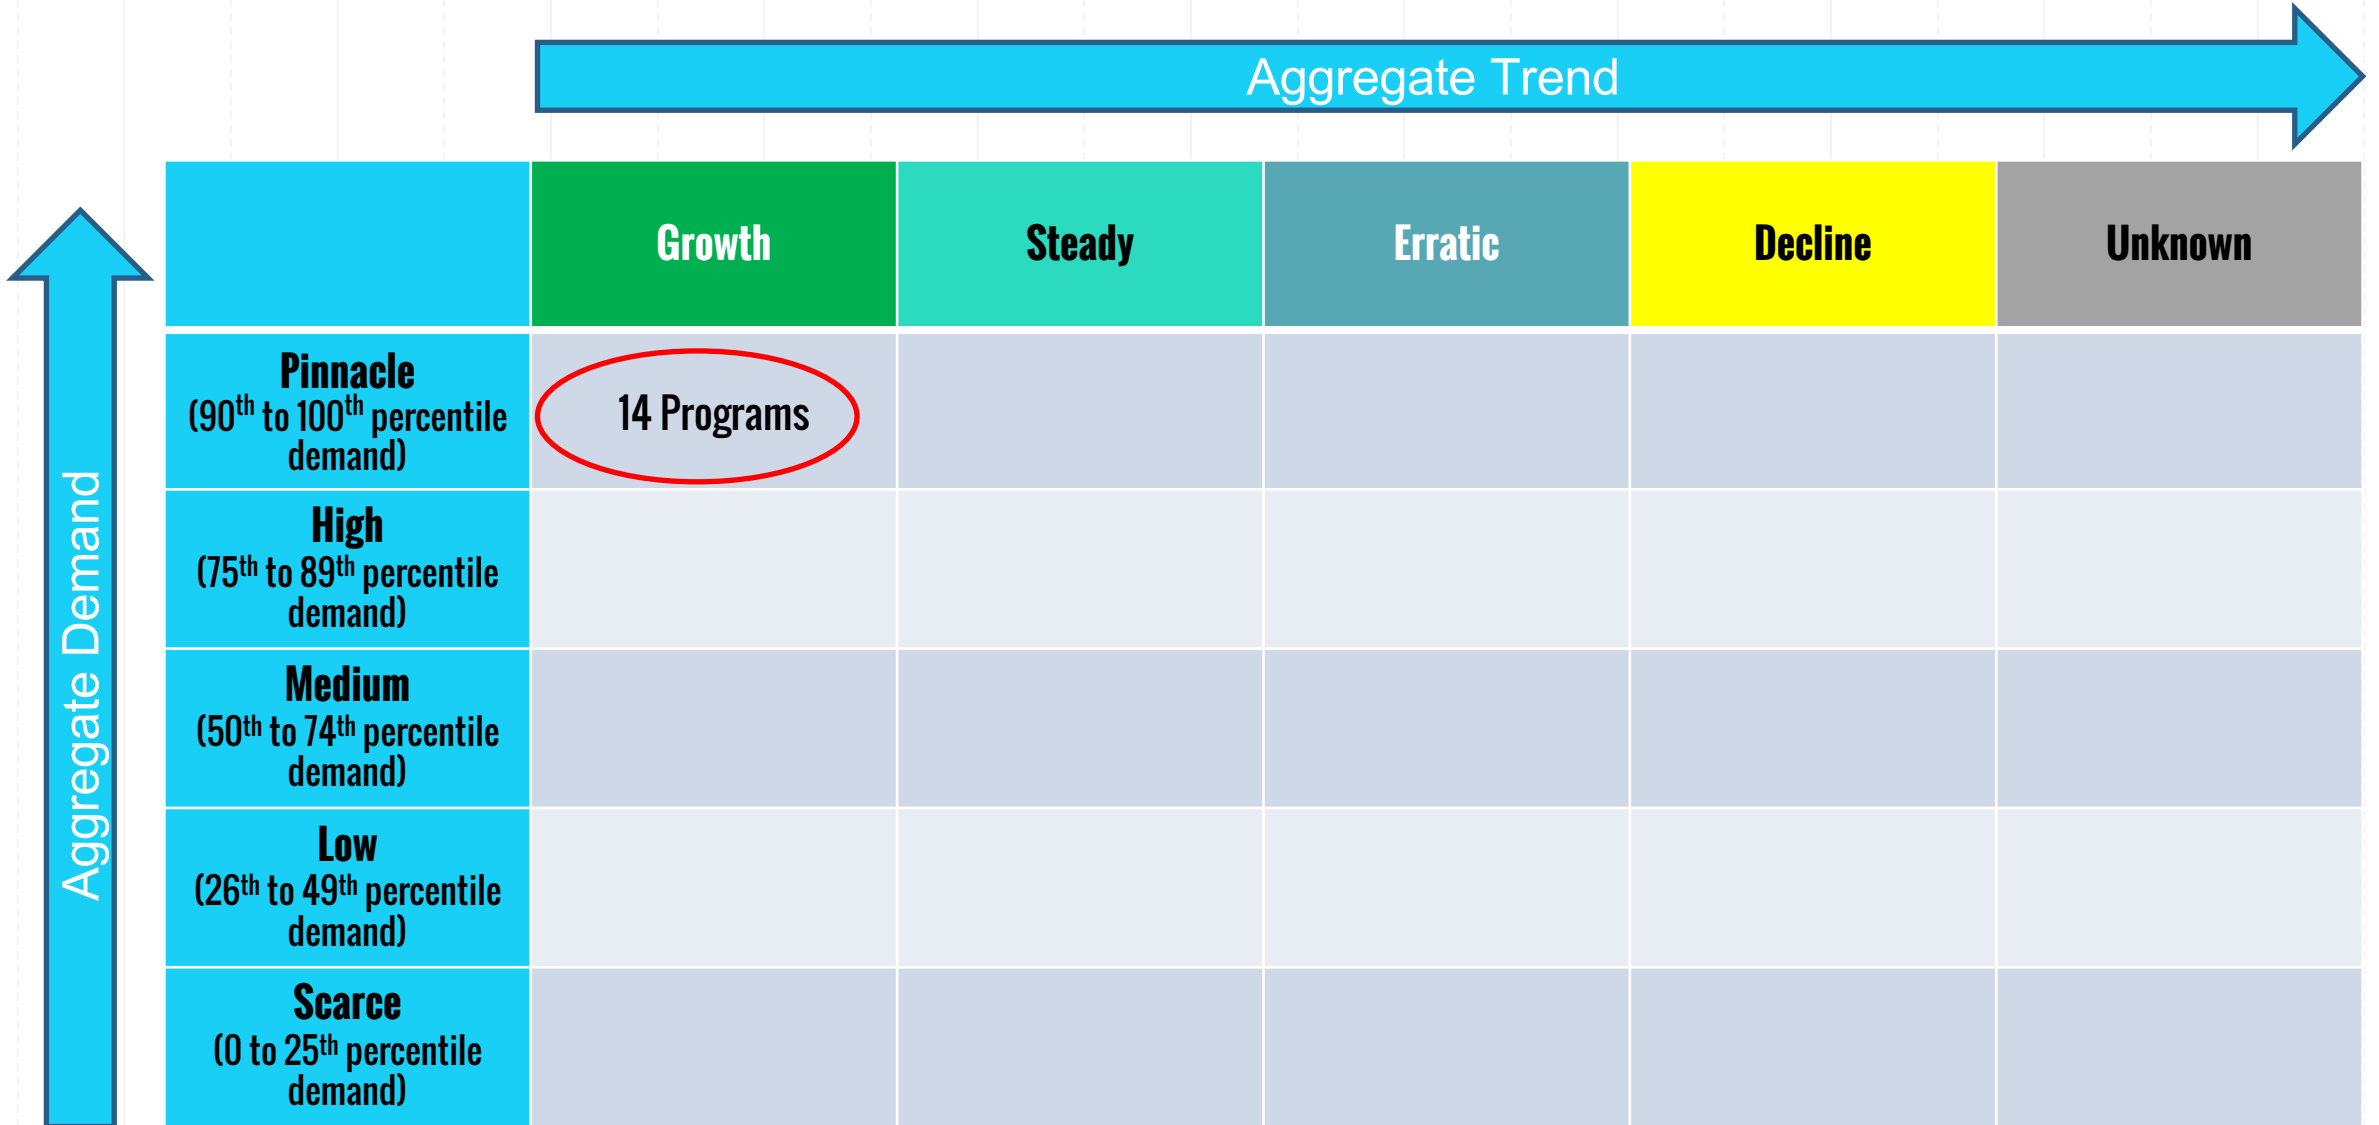 Aggregate Trend
Growth
Steady
Erratic
Decline
Unknown
Aggregate Demand
Pinnacle
(90th to 100th percentile
demand)
14 Programs
High
(75th to 89th percentile
demand)
Medium
(50th to 74th percentile
demand)
Low
(26th to 49th percentile
demand)
Scarce
(0 to 25th percentile
demand)